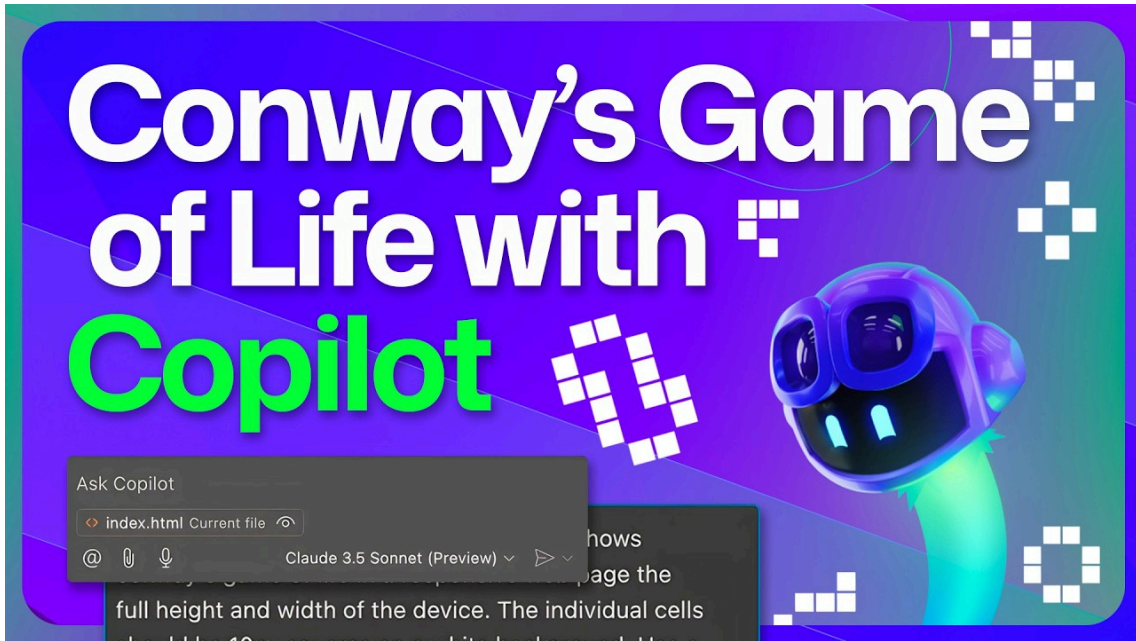 Conway's Game
of Life with
Copilot
Ask Copilot
<> index.html Current file
@
Claude 3.5 Sonnet (Preview)
hows
page the
full height and width of the device. The individual cells